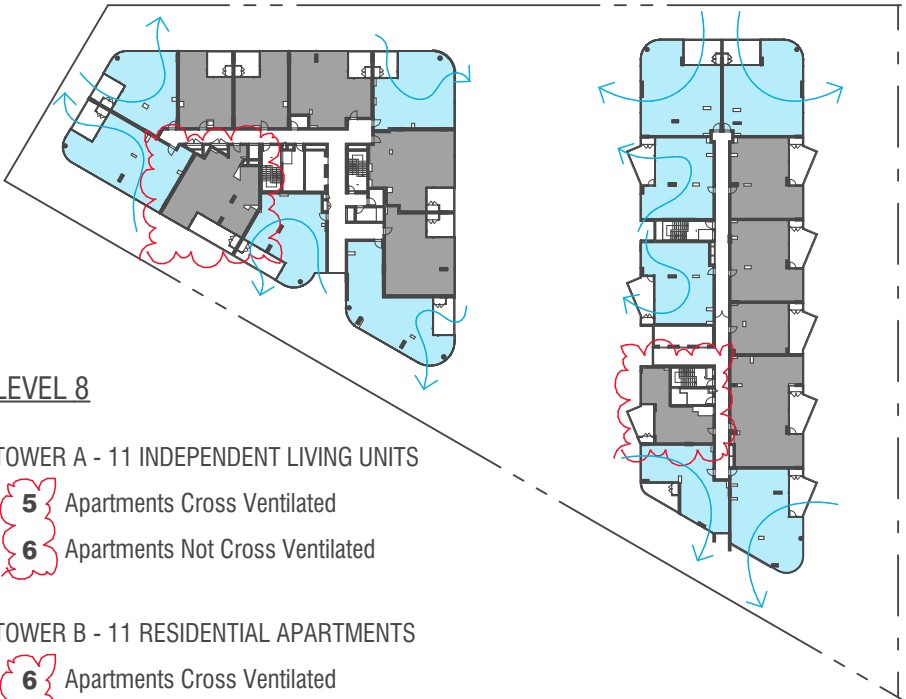 LEVEL 8
TOWER A - 11 INDEPENDENT LIVING UNITS
5 Apartments Cross Ventilated
6 Apartments Not Cross Ventilated
TOWER B - 11 RESIDENTIAL APARTMENTS
6 Apartments Cross Ventilated